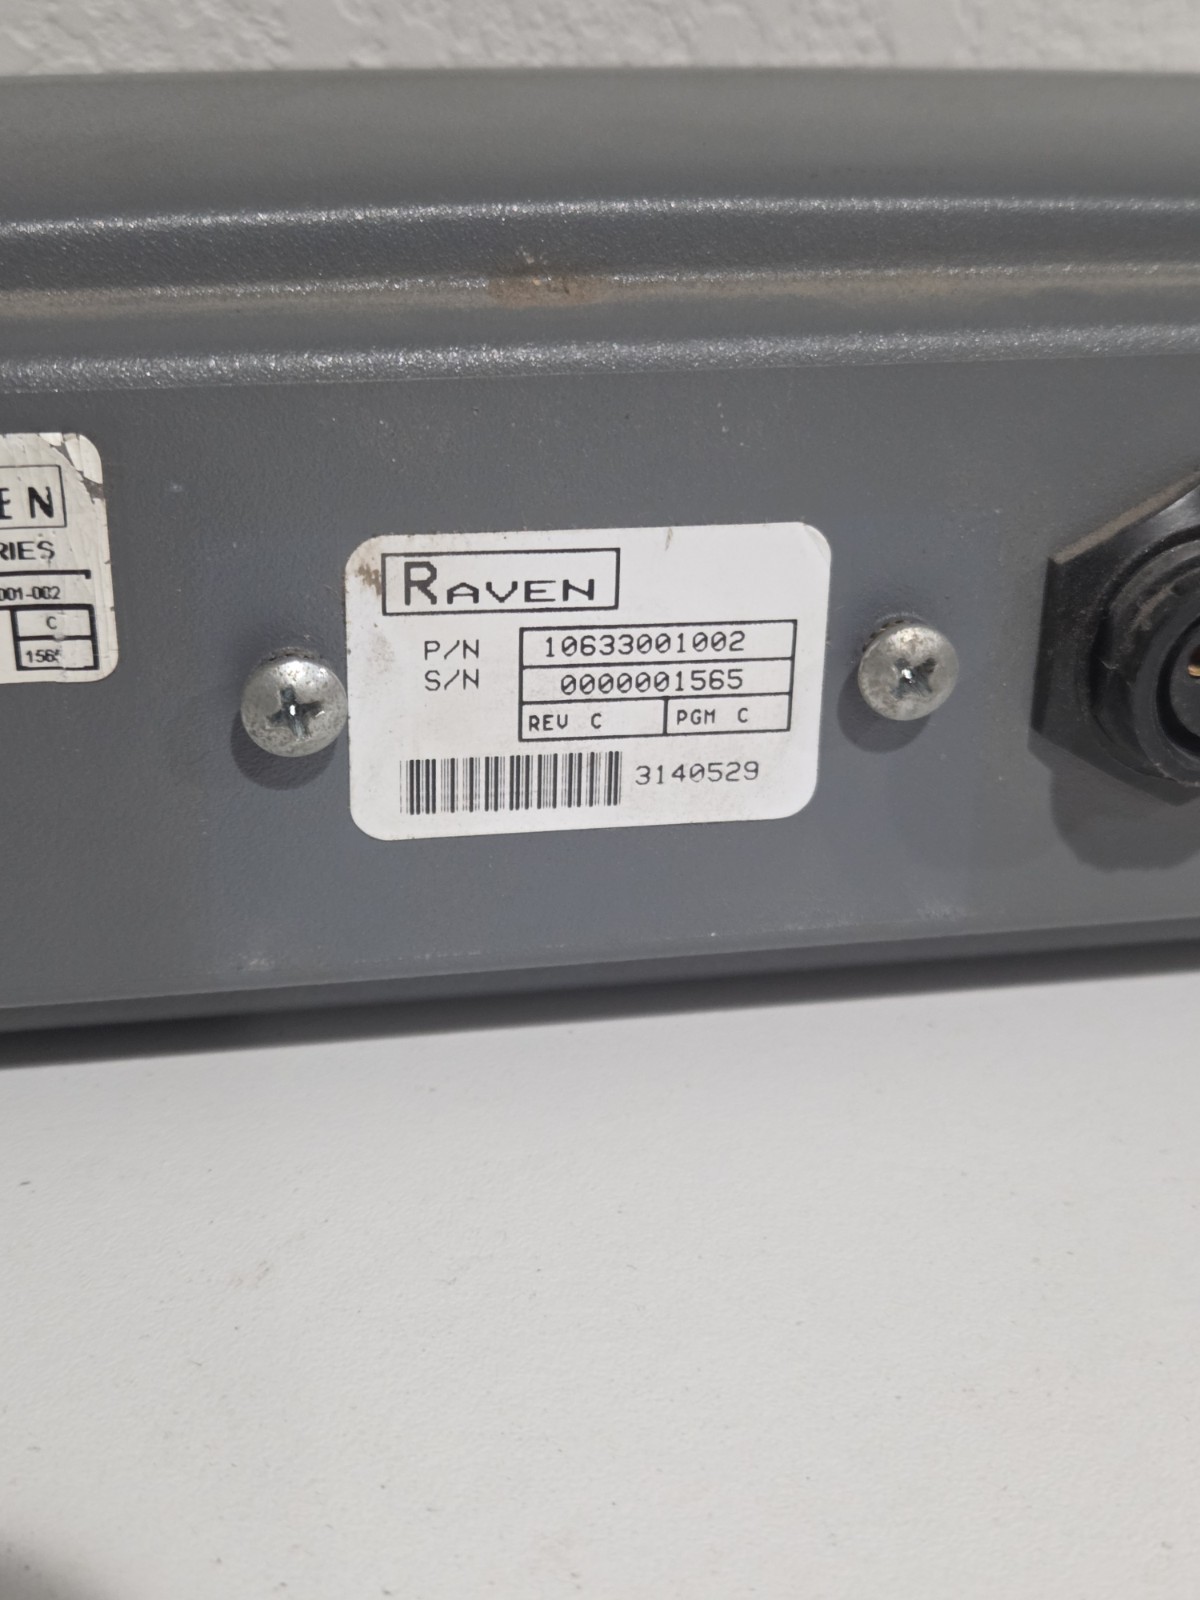 EN
RIES
001-002
C
RAVEN
P/N 10633001002
S/N 0000001565
REV C PGM C
3140529